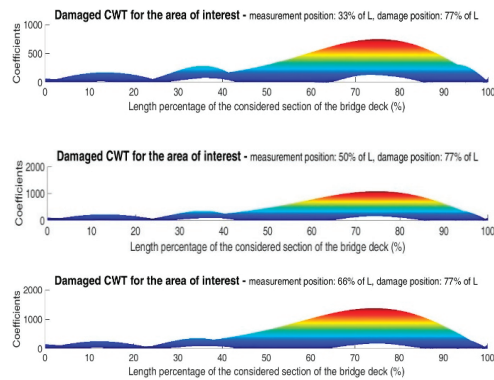 Damaged CWT for the area of interest - measurement position: 33% of L, damage position: 77% of L
1000
500
0
Coefficients
0 10 20 30 40 50 60 70 80 90 100
Length percentage of the considered section of the bridge deck (%)
Damaged CWT for the area of interest - measurement position: 50% of L, damage position: 77% of L
2000
1000
0
Coefficients
0 10 20 30 40 50 60 70 80 90 100
Length percentage of the considered section of the bridge deck (%)
Damaged CWT for the area of interest - measurement position: 66% of L, damage position: 77% of L
2000
1000
0
Coefficients
0 10 20 30 40 50 60 70 80 90 100
Length percentage of the considered section of the bridge deck (%)